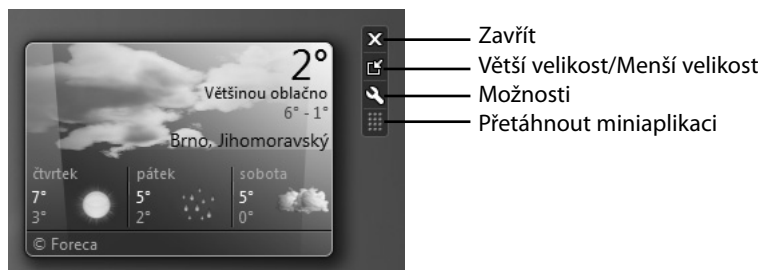 2°
Většinou oblačno
6° - 1°
Brno, Jihomoravský
čtvrtek pátek sobota
7° 5° 5°
3° 2° 0°
© Foreca
Zavřít
Větší velikost/Menší velikost
Možnosti
Přetáhnout miniaplikaci